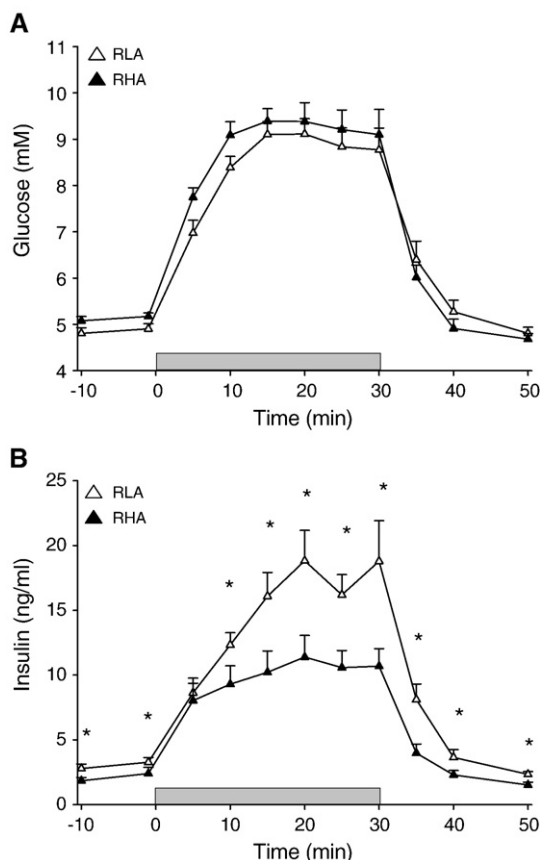 A
RLA
RHA
Glucose (mM)
11
10
9
8
7
6
5
4
-10 0 10 20 30 40 50
Time (min)
B
RLA
RHA
Insulin (ng/ml)
25
20
15
10
5
0
* * * * * * * * * *
-10 0 10 20 30 40 50
Time (min)